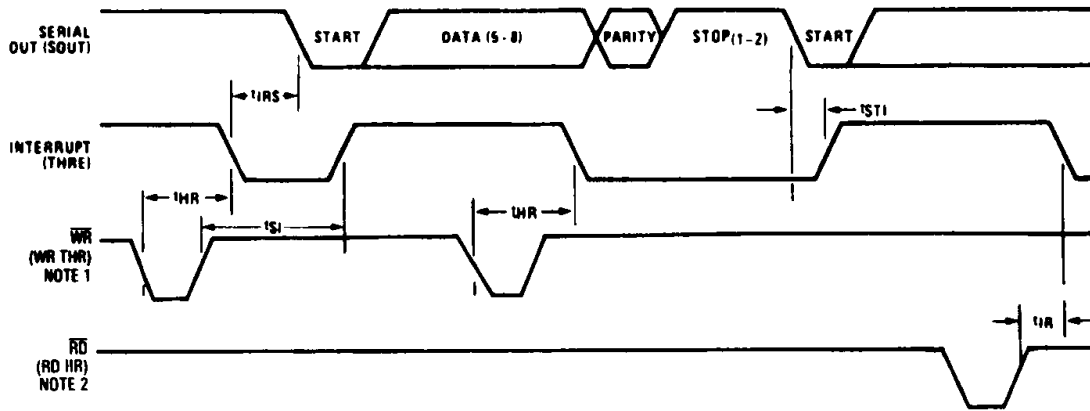 SERIAL
OUT (SOUT)
START
DATA (5-8)
PARITY
STOP(1-2)
START
tIRS
tSTI
INTERRUPT
(THRE)
tHR
tSI
tHR
WR
(WR THR)
NOTE 1
tIR
RD
(RD IIR)
NOTE 2